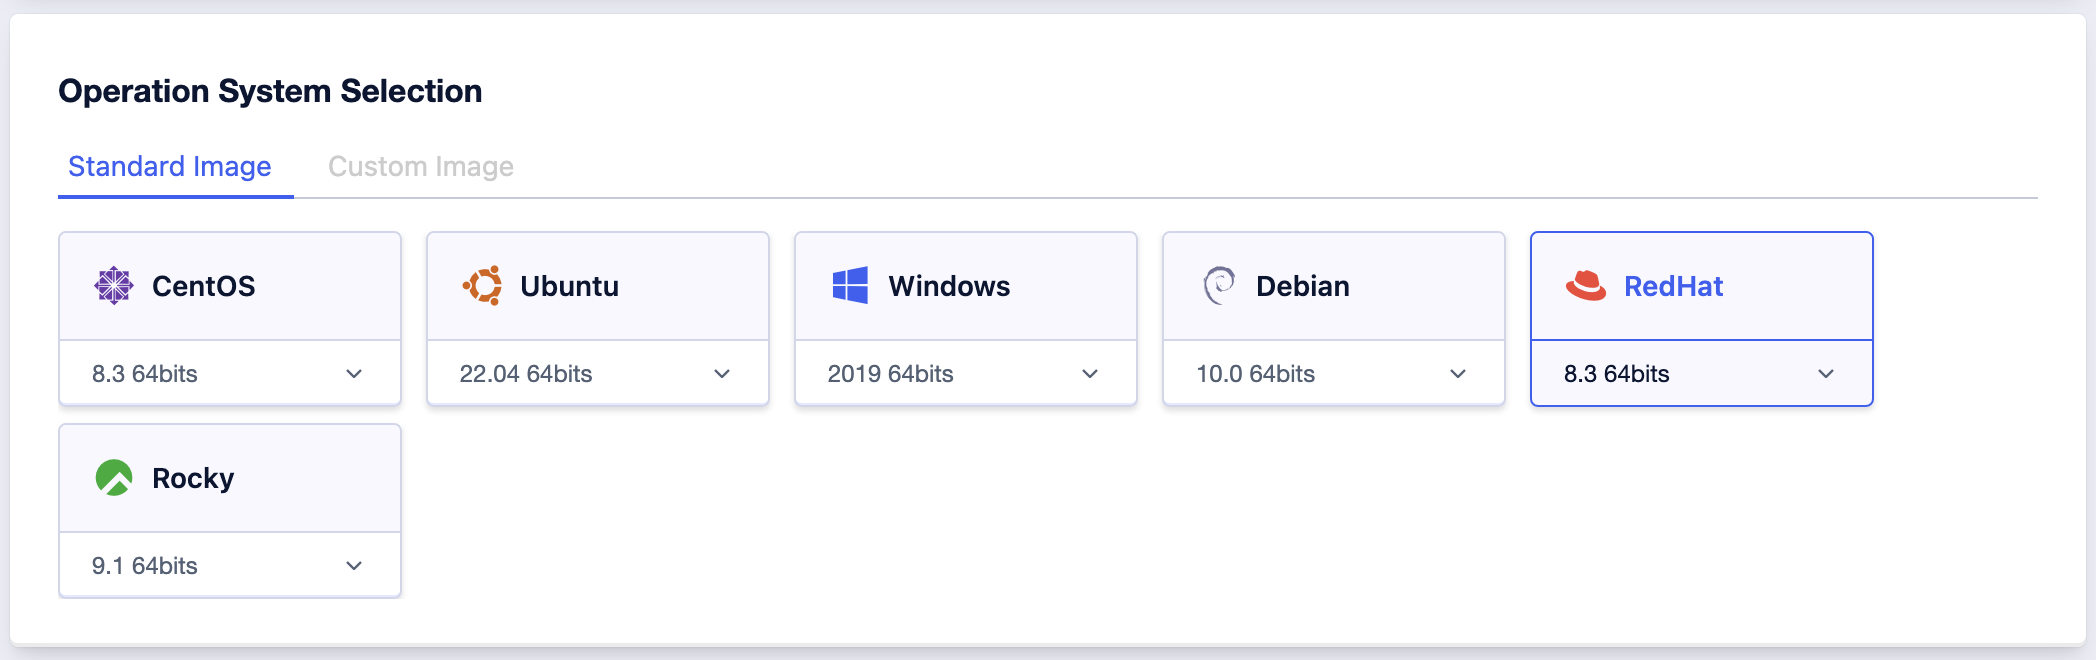 Operation System Selection
Standard Image Custom Image
CentOS Ubuntu Windows Debian RedHat
8.3 64bits 22.04 64bits 2019 64bits 10.0 64bits 8.3 64bits
Rocky
9.1 64bits